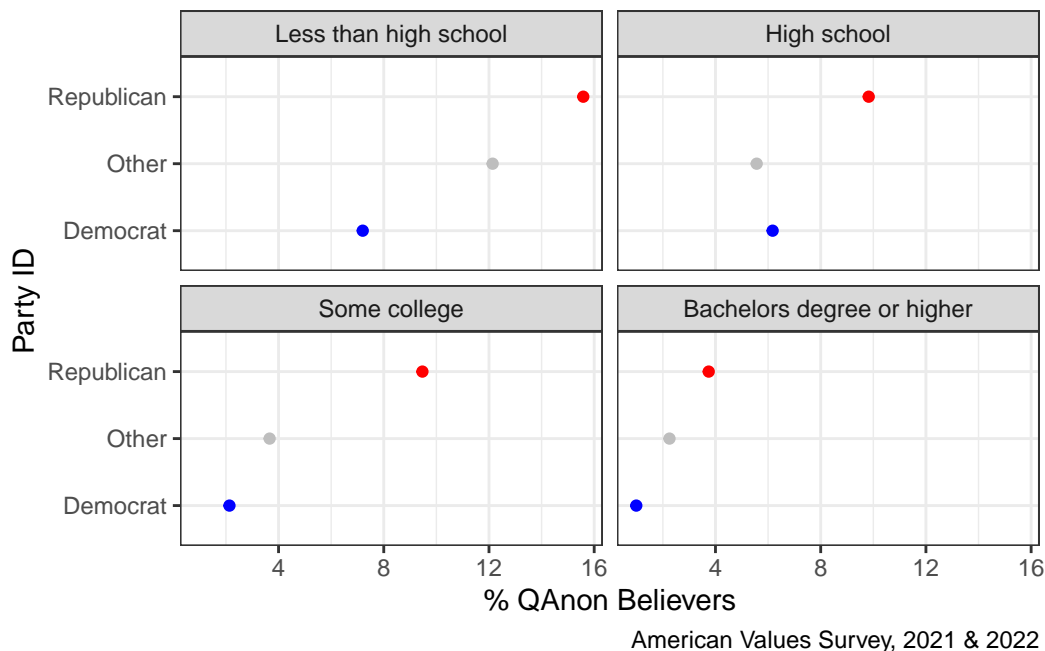 Less than high school
High school
Republican
Other
Democrat
Some college
Bachelors degree or higher
Republican
Other
Democrat
4 8 12 16
4 8 12 16
Party ID
% QAnon Believers
American Values Survey, 2021 & 2022